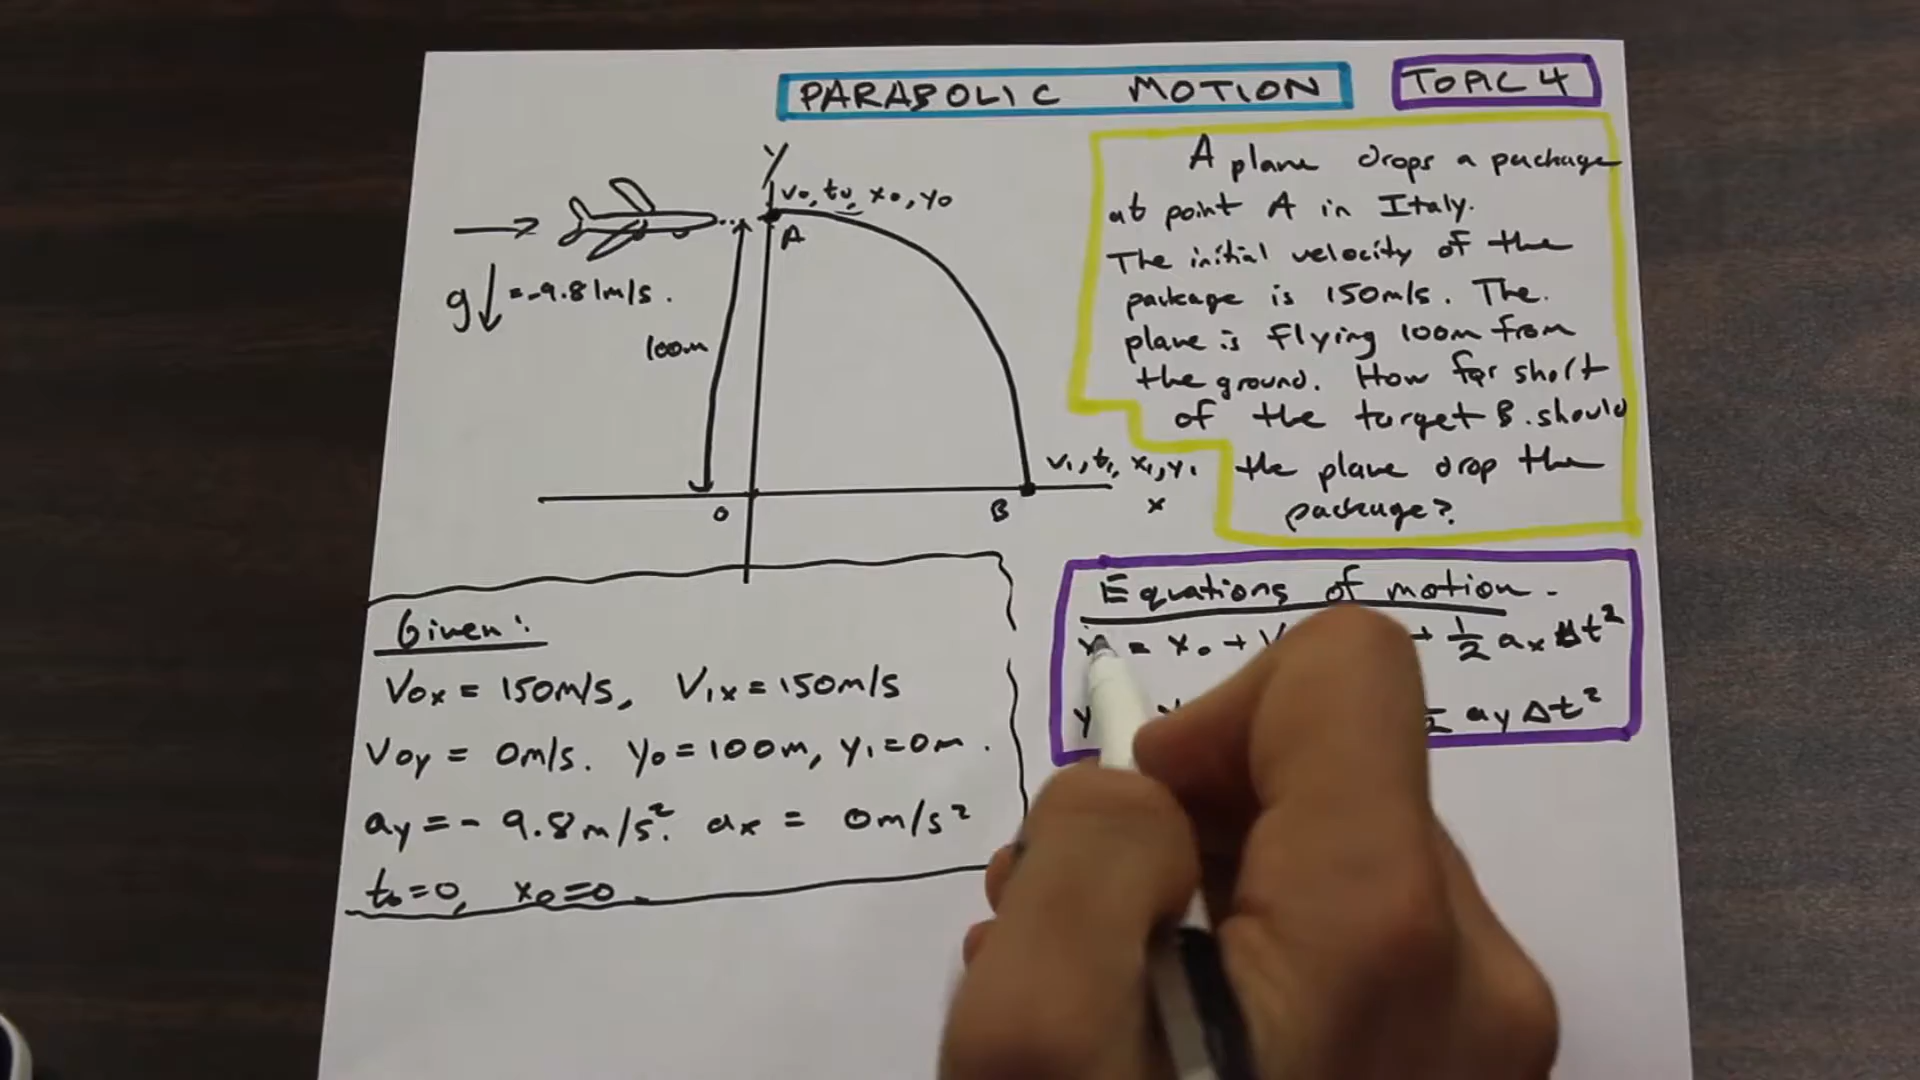 PARABOLIC MOTION
TOPIC 4
Y
v0, t0, x0, y0
A
g = -9.81m/s.
100m
O
B
v1, t1, x1, y1
x
A plane drops a package
at point A in Italy.
The initial velocity of the
package is 150m/s. The.
plane is flying 100m from
the ground. How far short
of the target B. should
the plane drop the
package?
Given:
V0x = 150m/s, V1x = 150m/s
V0y = 0m/s. y0 = 100m, y1 = 0m.
ay = - 9.8m/s². ax = 0m/s²
t0 = 0, x0 = 0
Equations of motion.
= x0 + + 1/2 ax Δt²
y ay Δt²